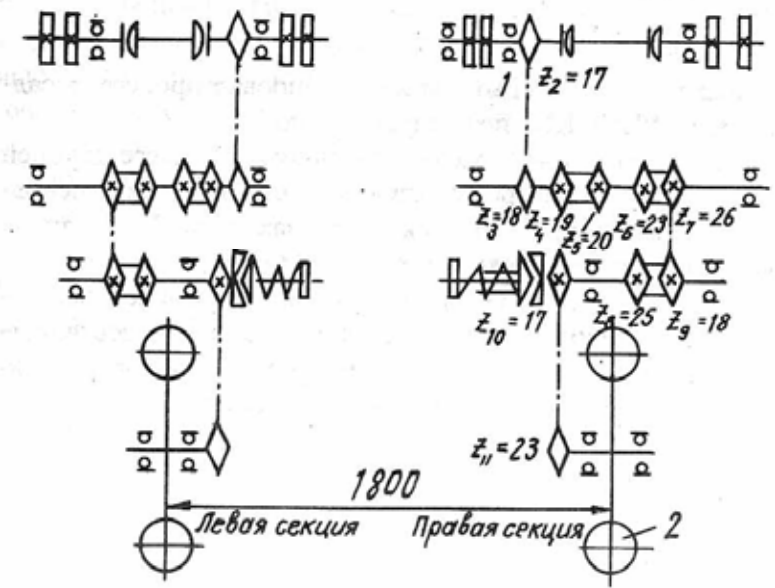 1 Z₂=17
Z₃=18 Z₄=19 Z₅=20 Z₆=23 Z₇=26
Z₁₀=17 Z₈=25 Z₉=18
Z₁₁=23
1800
Левая секция Правая секция 2